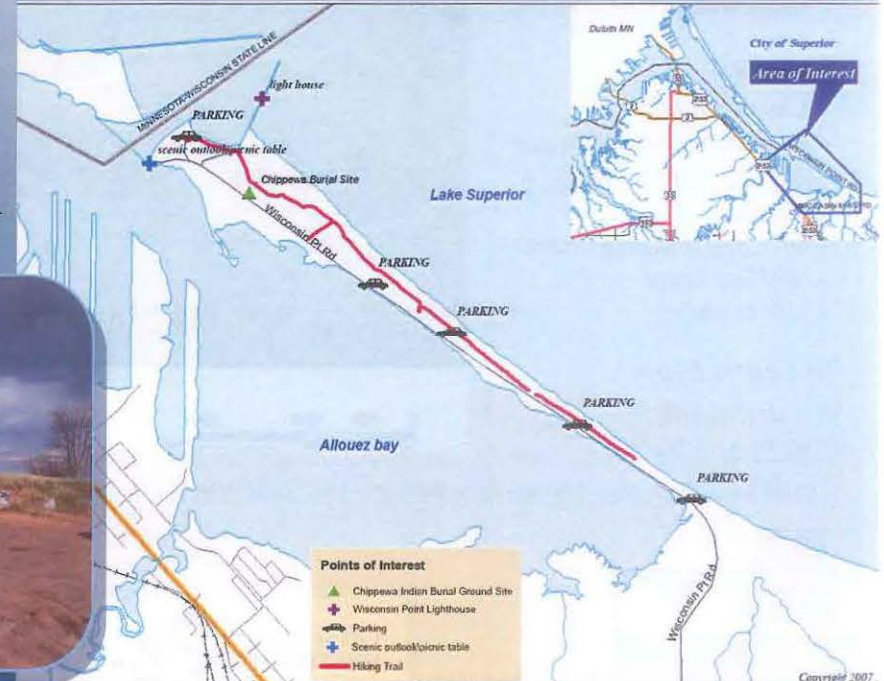 MINNESOTA-WISCONSIN STATE LINE
light house
PARKING
scenic outlook\picnic table
Chippewa Burial Site
Wisconsin Pt Rd
Lake Superior
PARKING
PARKING
PARKING
PARKING
Allouez bay
Wisconsin Pt Rd
Duluth MN
City of Superior
Area of Interest
2
Points of Interest
Chippewa Indian Burial Ground Site
Wisconsin Point Lighthouse
Parking
Scenic outlook\picnic table
Hiking Trail
Copyright 2007